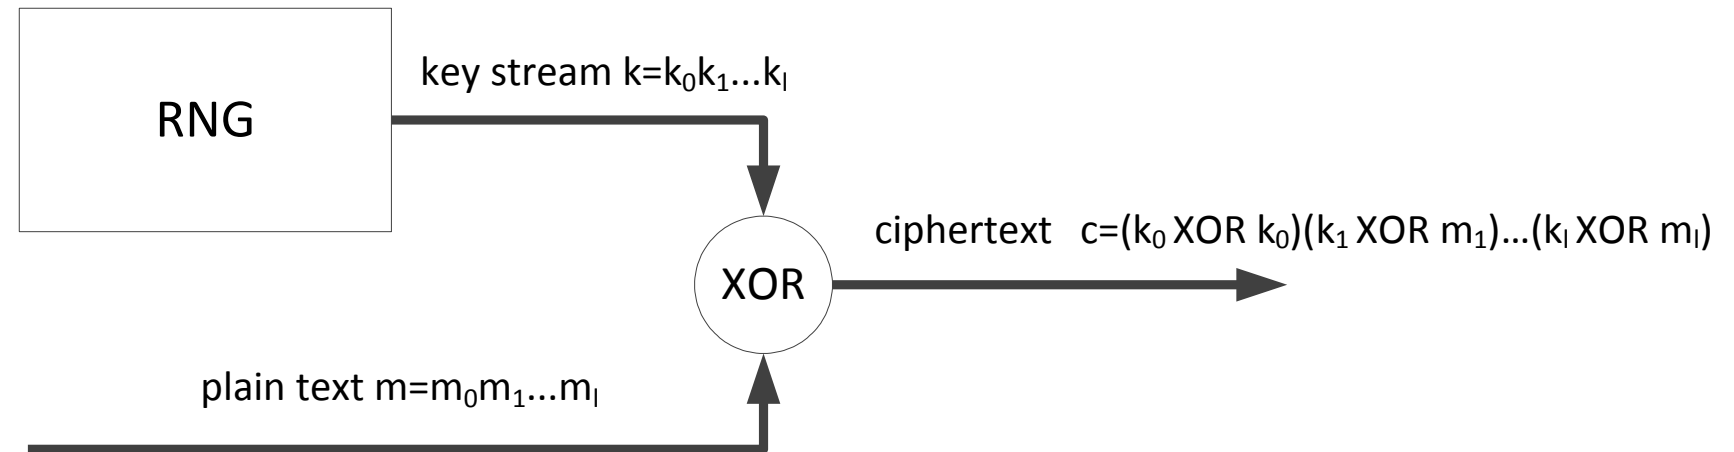 key stream k=k₀k₁...kₗ
RNG
ciphertext c=(k₀ XOR k₀)(k₁ XOR m₁)...(kₗ XOR mₗ)
XOR
plain text m=m₀m₁...mₗ